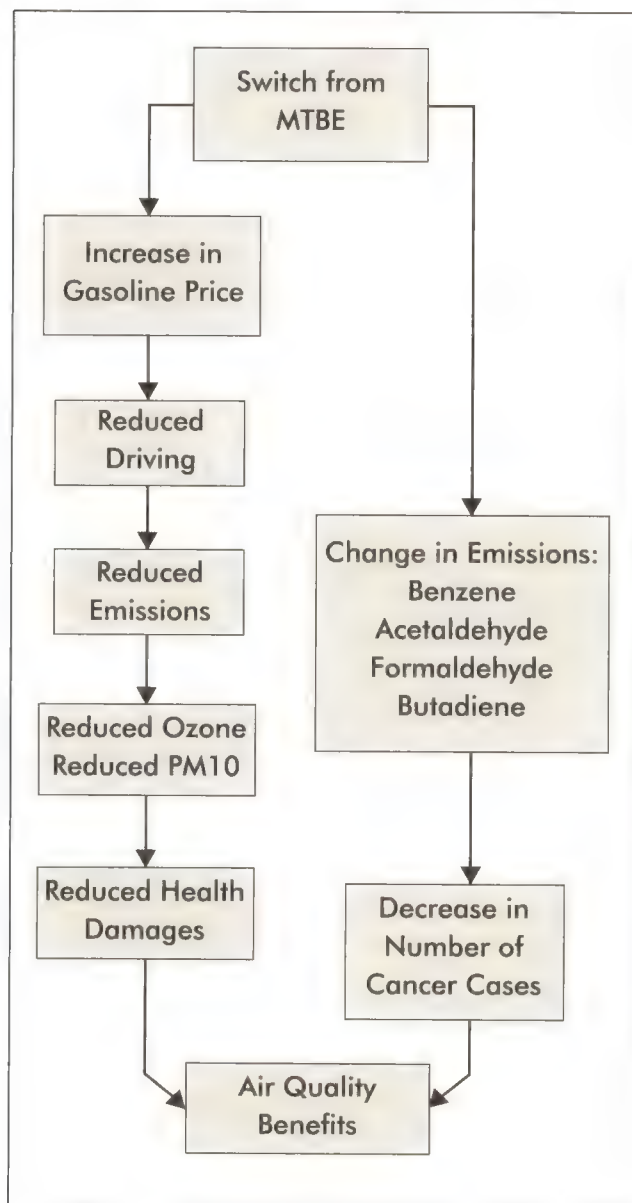 Switch from
MTBE
Increase in
Gasoline Price
Reduced
Driving
Reduced
Emissions
Reduced Ozone
Reduced PM10
Reduced Health
Damages
Change in Emissions:
Benzene
Acetaldehyde
Formaldehyde
Butadiene
Decrease in
Number of
Cancer Cases
Air Quality
Benefits